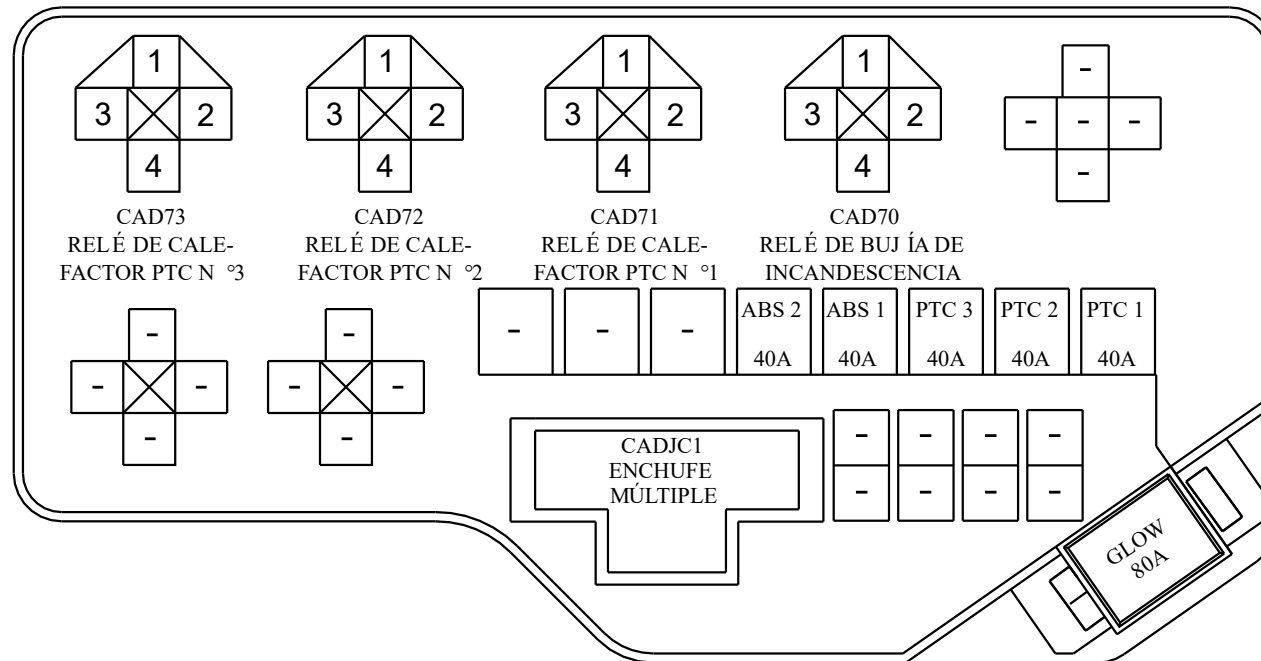 1
3 2
4
CAD73
RELÉ DE CALE-
FACTOR PTC N °3
1
3 2
4
CAD72
RELÉ DE CALE-
FACTOR PTC N °2
1
3 2
4
CAD71
RELÉ DE CALE-
FACTOR PTC N °1
1
3 2
4
CAD70
RELÉ DE BUJ ÍA DE
INCANDESCENCIA
-
- - -
-
-
- -
-
-
- -
-
-
-
-
ABS 2
40A
ABS 1
40A
PTC 3
40A
PTC 2
40A
PTC 1
40A
CADJC1
ENCHUFE
MÚLTIPLE
- - - -
- - - -
GLOW
80A